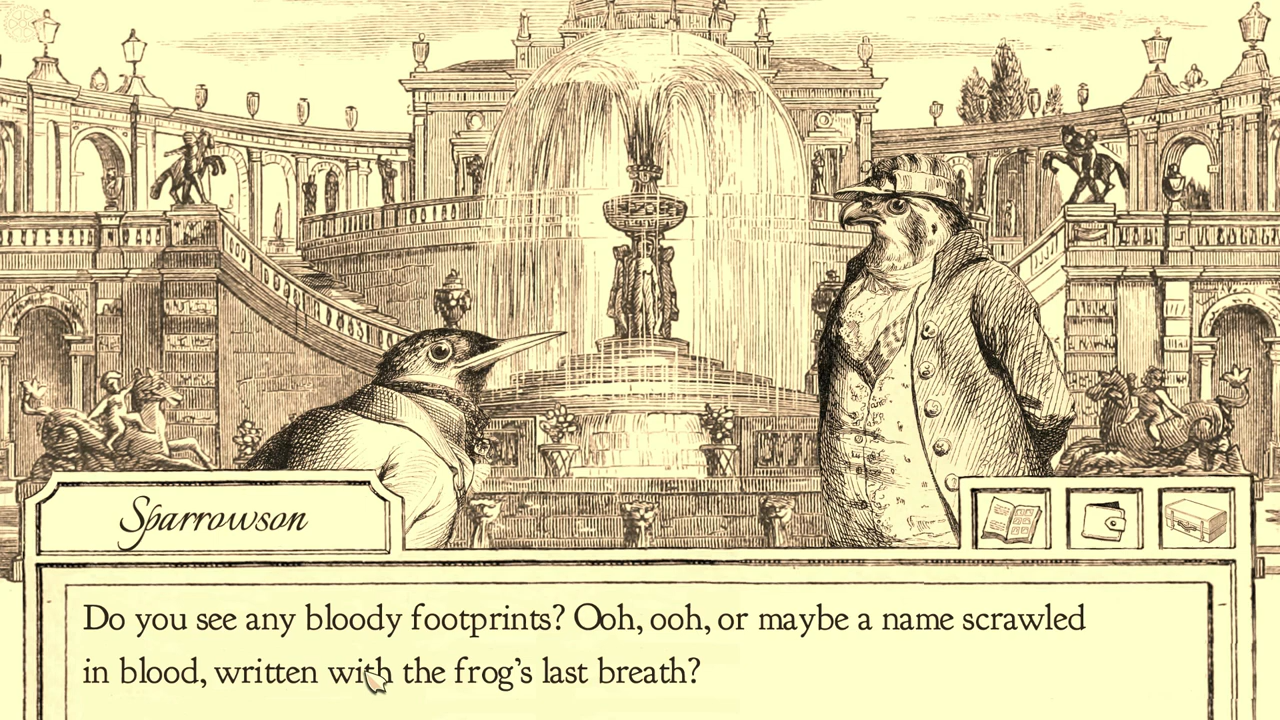 Sparrowson
Do you see any bloody footprints? Ooh, ooh, or maybe a name scrawled
in blood, written with the frog's last breath?